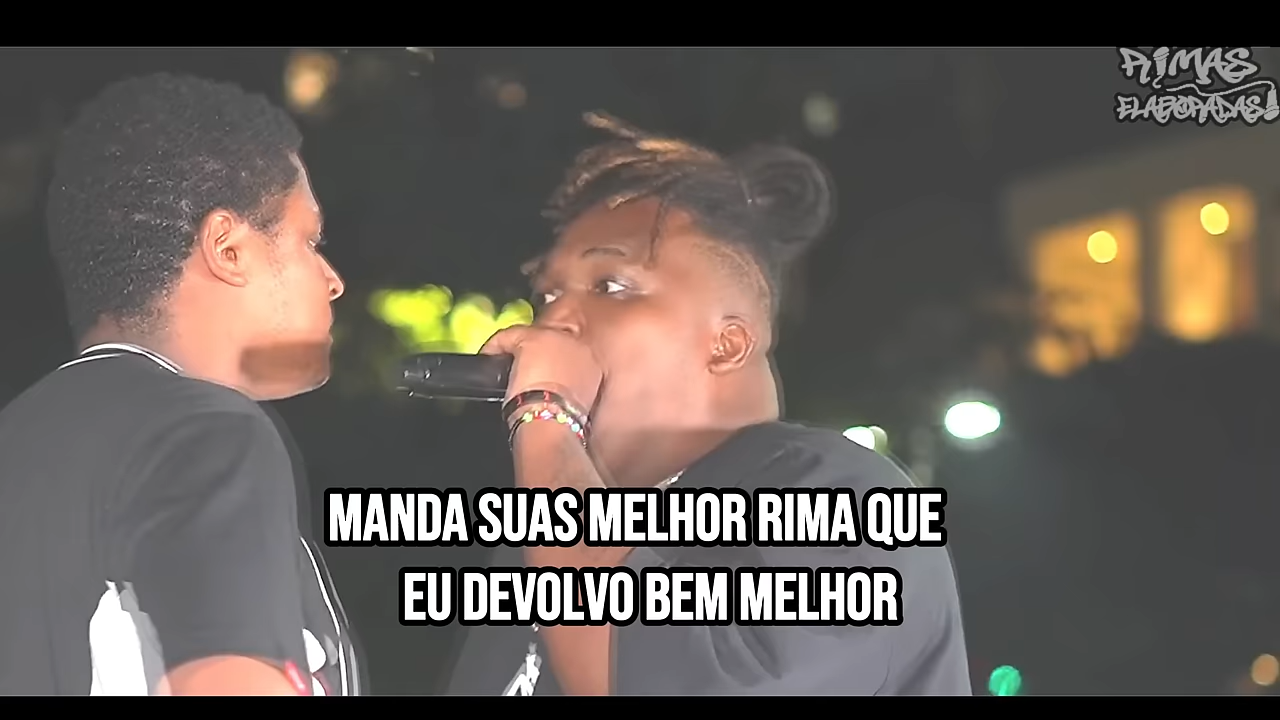 RIMAS
ELABORADAS!
MANDA SUAS MELHOR RIMA QUE
EU DEVOLVO BEM MELHOR